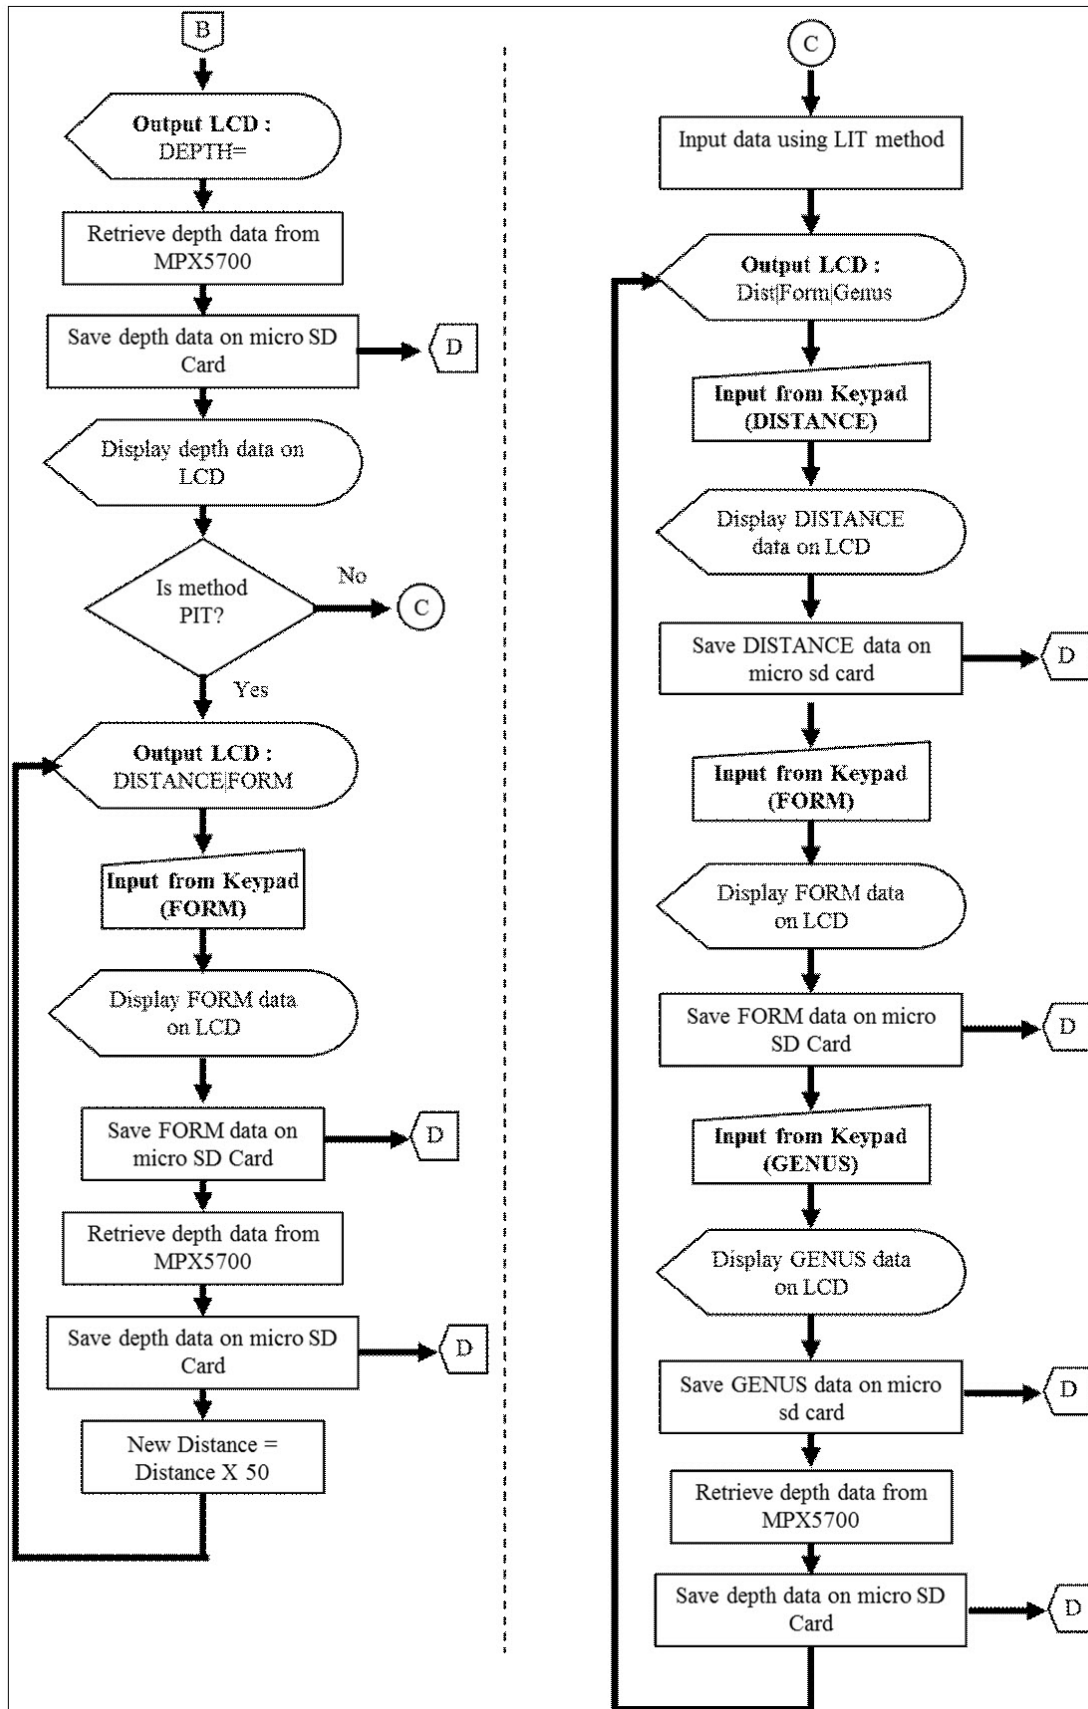 B
Output LCD :
DEPTH=
Retrieve depth data from
MPX5700
Save depth data on micro SD
Card
D
Display depth data on
LCD
Is method
PIT?
No
C
Yes
Output LCD :
DISTANCE|FORM
Input from Keypad
(FORM)
Display FORM data
on LCD
Save FORM data on
micro SD Card
D
Retrieve depth data from
MPX5700
Save depth data on micro SD
Card
D
New Distance =
Distance X 50
C
Input data using LIT method
Output LCD :
Dist|Form|Genus
Input from Keypad
(DISTANCE)
Display DISTANCE
data on LCD
Save DISTANCE data on
micro sd card
D
Input from Keypad
(FORM)
Display FORM data
on LCD
Save FORM data on micro
SD Card
D
Input from Keypad
(GENUS)
Display GENUS data
on LCD
Save GENUS data on micro
sd card
D
Retrieve depth data from
MPX5700
Save depth data on micro SD
Card
D